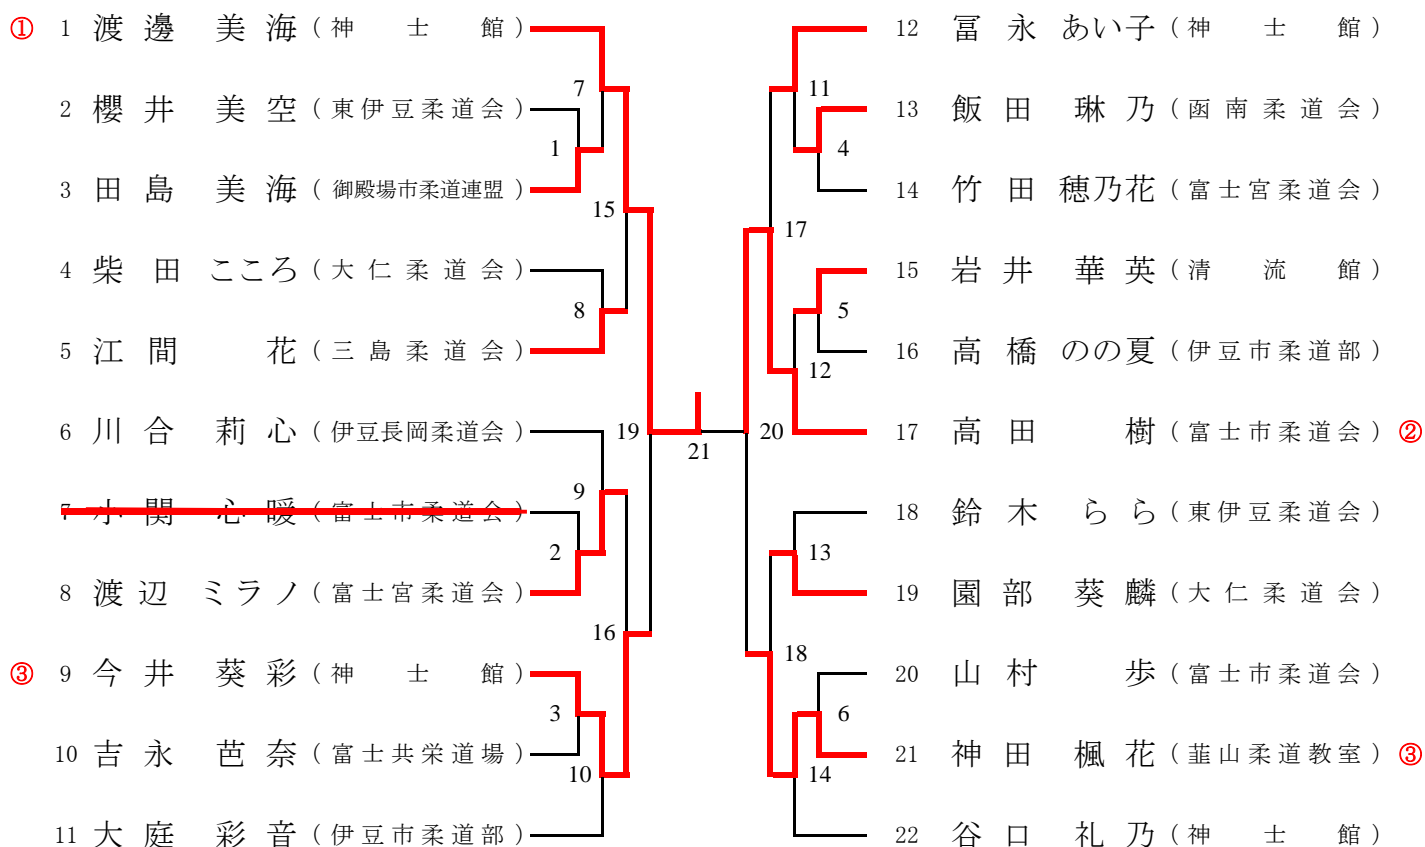 ① 1 渡邊 美海 (神士館)
2 櫻井 美空 (東伊豆柔道会)
3 田島 美海 (御殿場市柔道連盟)
4 柴田 こころ (大仁柔道会)
5 江間 花 (三島柔道会)
6 川合 莉心 (伊豆長岡柔道会)
7 小関 心暖 (富士市柔道会)
8 渡辺 ミラノ (富士宮柔道会)
③ 9 今井 葵彩 (神士館)
10 吉永 芭奈 (富士共栄道場)
11 大庭 彩音 (伊豆市柔道部)
7
1
15
8
19
9
2
16
3
10
21
11
4
17
5
12
20
13
18
6
14
12 冨永 あい子 (神士館)
13 飯田 琳乃 (函南柔道会)
14 竹田 穂乃花 (富士宮柔道会)
15 岩井 華英 (清流館)
16 高橋 のの夏 (伊豆市柔道部)
17 高田 樹 (富士市柔道会) ②
18 鈴木 らら (東伊豆柔道会)
19 園部 葵麟 (大仁柔道会)
20 山村 歩 (富士市柔道会)
21 神田 楓花 (韮山柔道教室) ③
22 谷口 礼乃 (神士館)